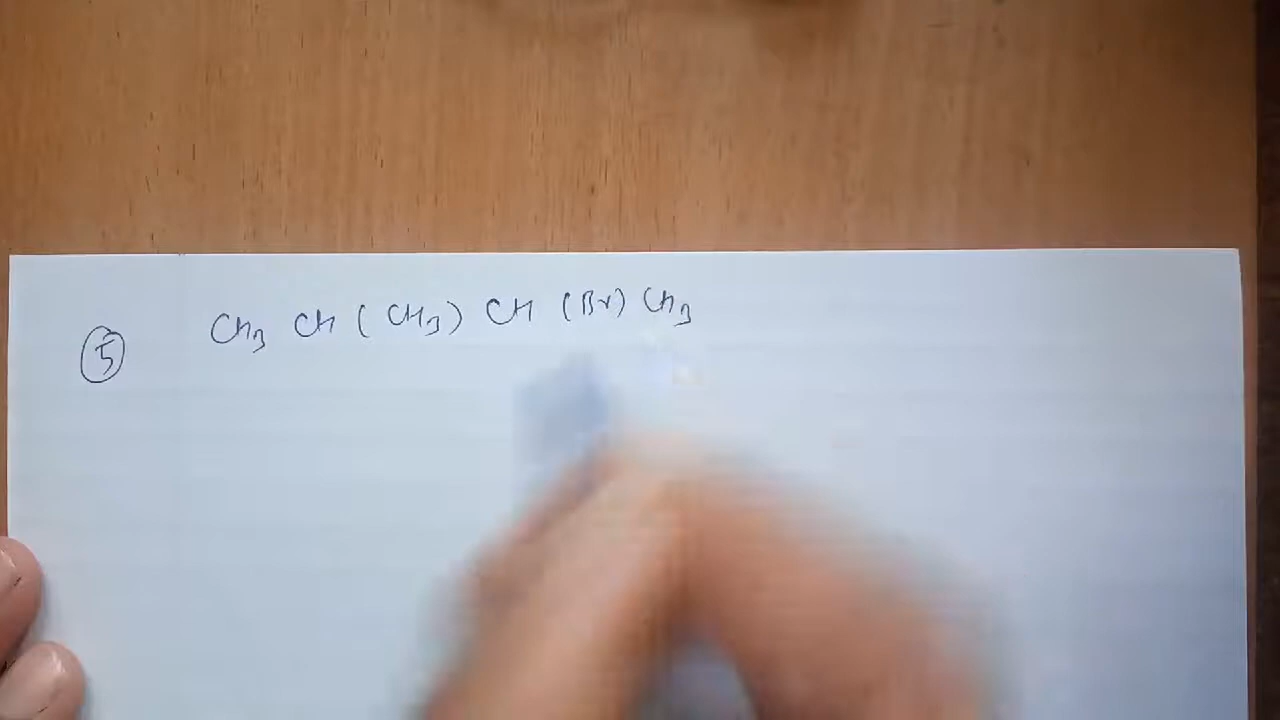 ⑤ CH3 CH ( CH3) CH (Br) CH3